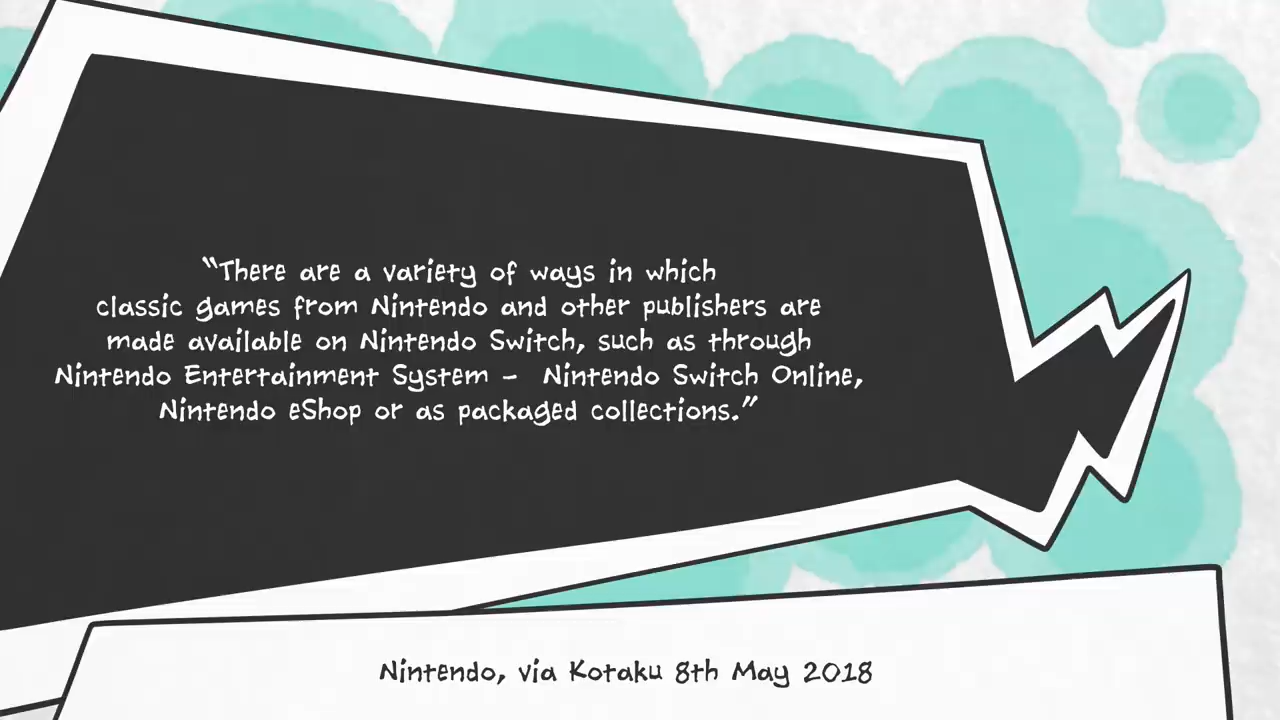 “There are a variety of ways in which
classic games from Nintendo and other publishers are
made available on Nintendo Switch, such as through
Nintendo Entertainment System –  Nintendo Switch Online,
Nintendo eShop or as packaged collections.”
Nintendo, via Kotaku 8th May 2018